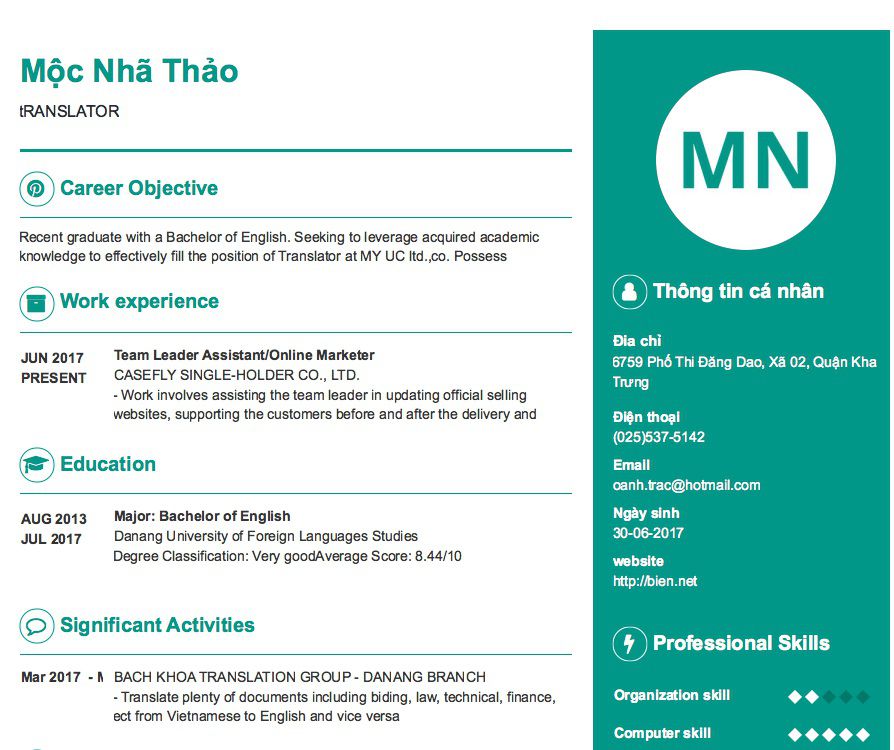 Mộc Nhã Thảo
tRANSLATOR
Career Objective
Recent graduate with a Bachelor of English. Seeking to leverage acquired academic
knowledge to effectively fill the position of Translator at MY UC ltd.,co. Possess
Work experience
JUN 2017
PRESENT
Team Leader Assistant/Online Marketer
CASEFLY SINGLE-HOLDER CO., LTD.
- Work involves assisting the team leader in updating official selling
websites, supporting the customers before and after the delivery and
Education
AUG 2013
JUL 2017
Major: Bachelor of English
Danang University of Foreign Languages Studies
Degree Classification: Very goodAverage Score: 8.44/10
Significant Activities
Mar 2017 - M
BACH KHOA TRANSLATION GROUP - DANANG BRANCH
- Translate plenty of documents including biding, law, technical, finance,
ect from Vietnamese to English and vice versa
MN
Thông tin cá nhân
Đia chỉ
6759 Phố Thi Đăng Dao, Xã 02, Quận Kha
Trưng
Điện thoại
(025)537-5142
Email
oanh.trac@hotmail.com
Ngày sinh
30-06-2017
website
http://bien.net
Professional Skills
Organization skill
Computer skill